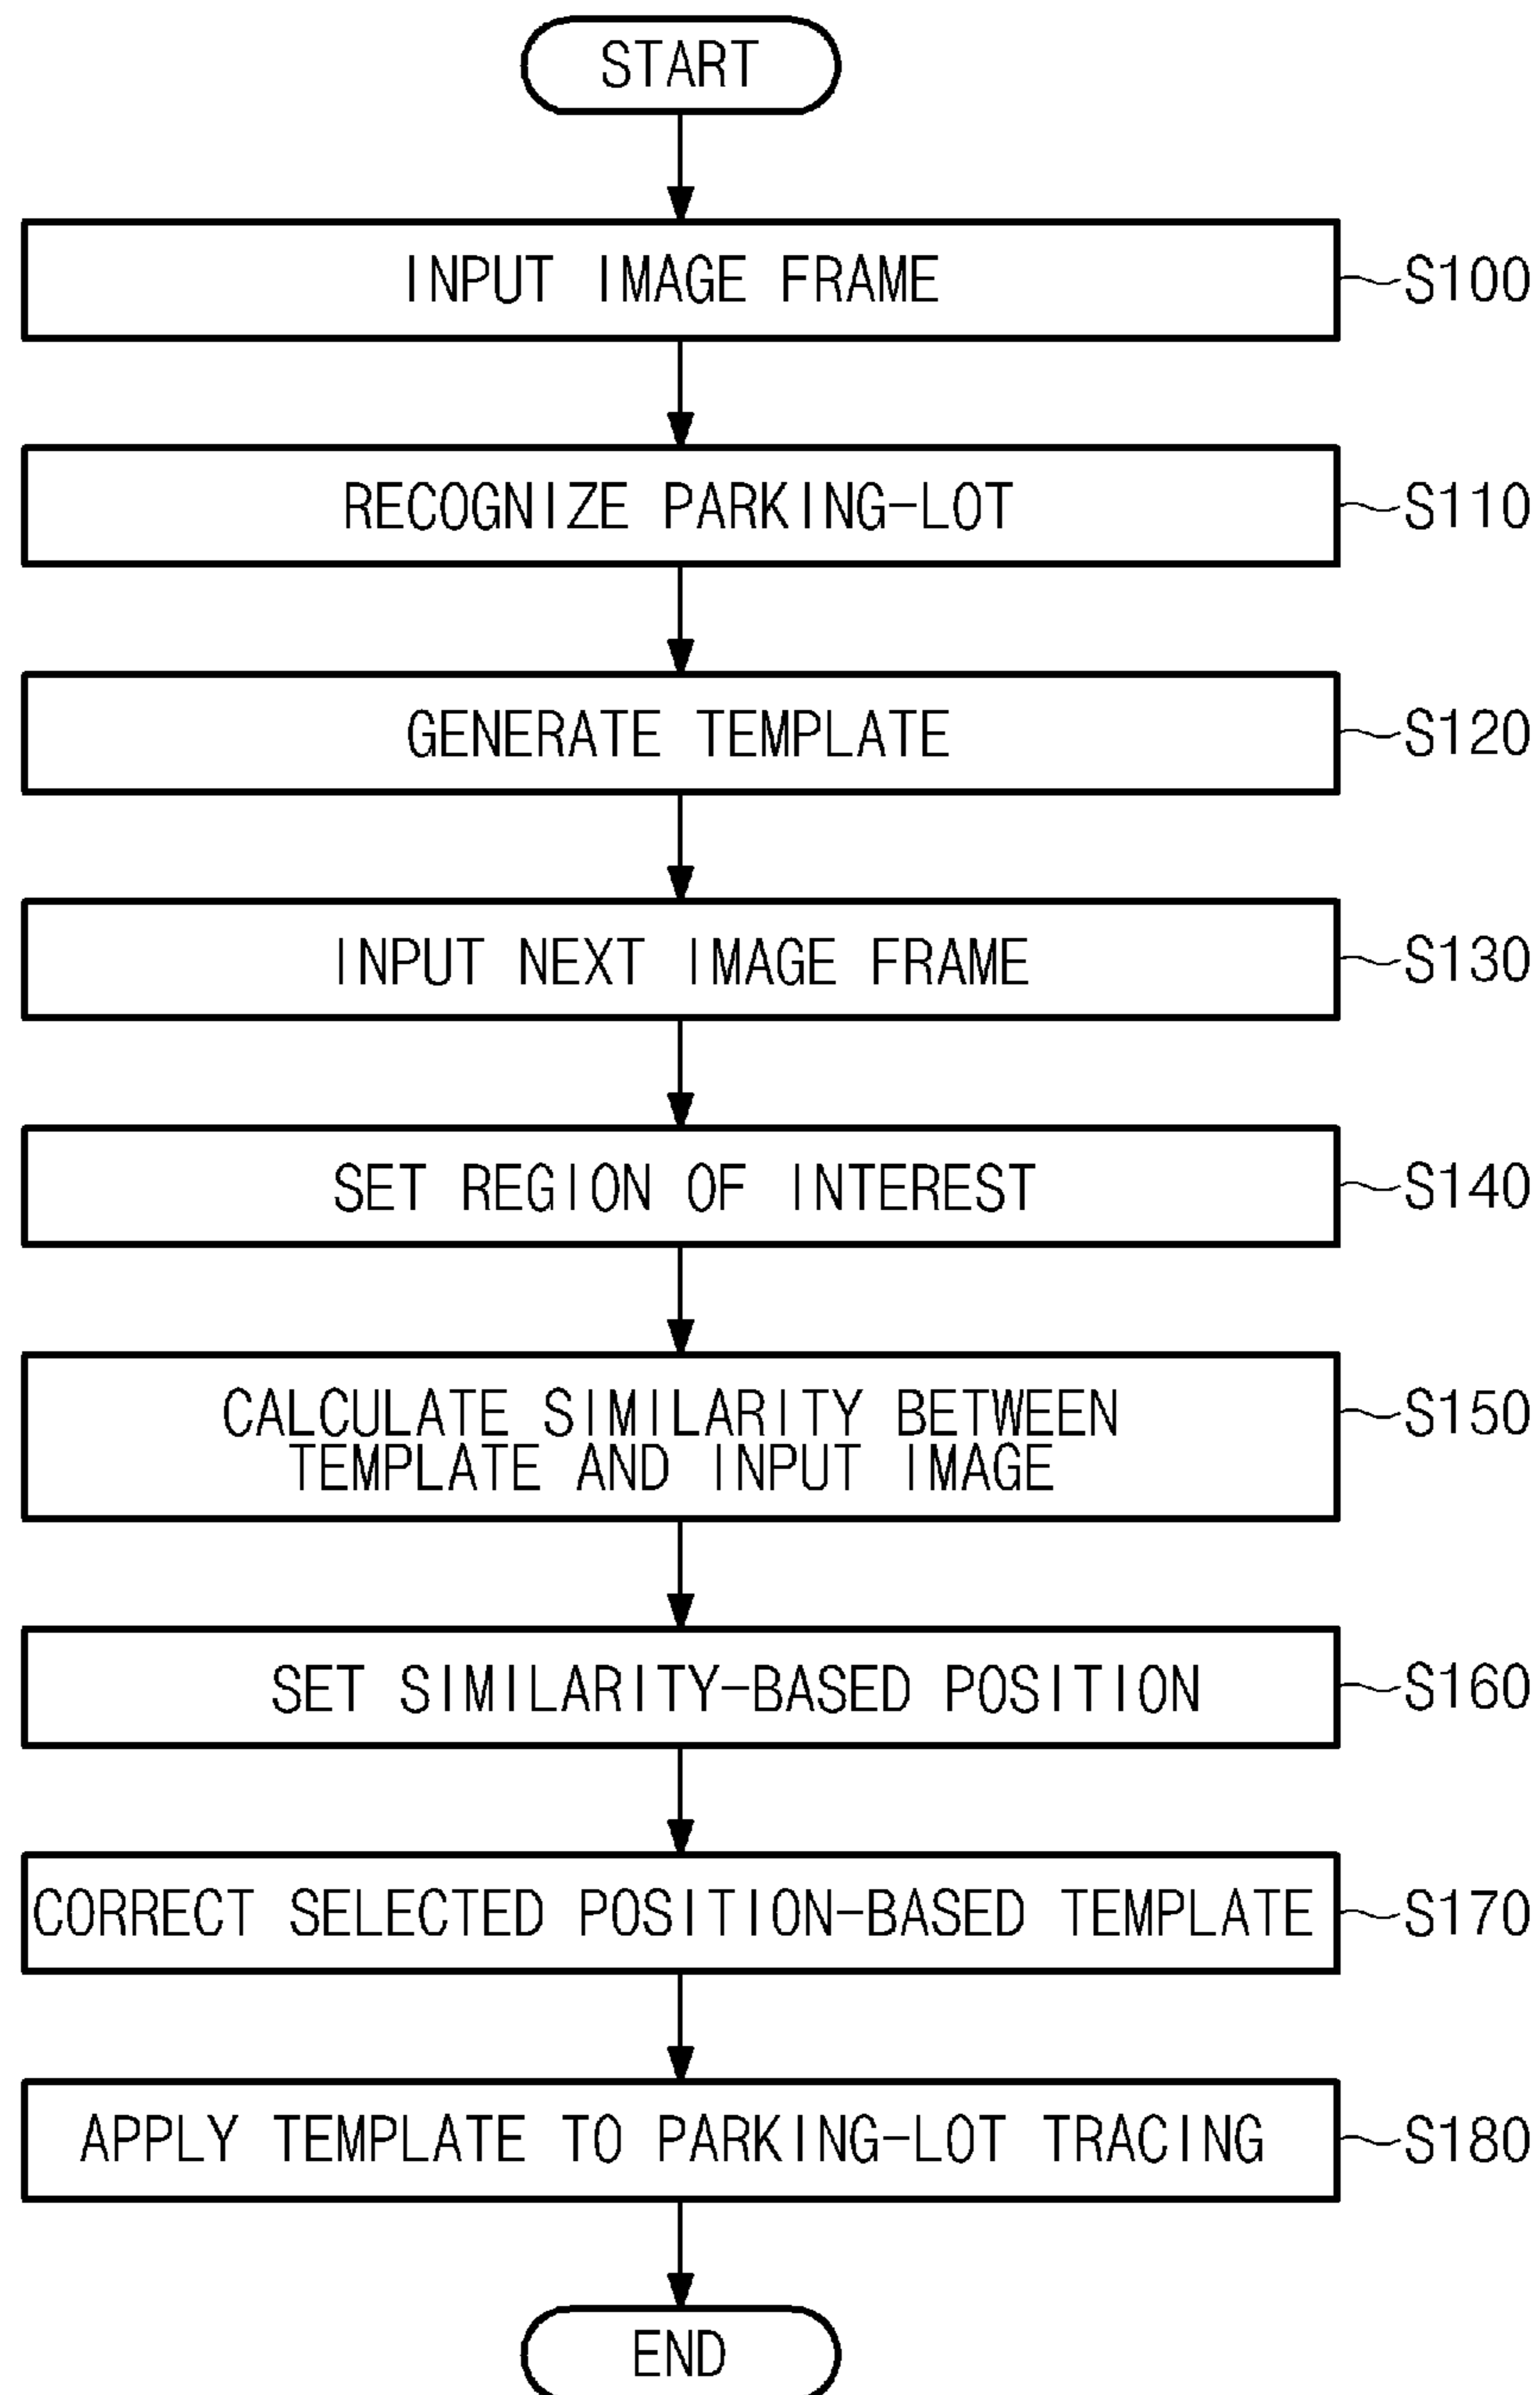 START
INPUT IMAGE FRAME
S100
RECOGNIZE PARKING-LOT
S110
GENERATE TEMPLATE
S120
INPUT NEXT IMAGE FRAME
S130
SET REGION OF INTEREST
S140
CALCULATE SIMILARITY BETWEEN
TEMPLATE AND INPUT IMAGE
S150
SET SIMILARITY-BASED POSITION
S160
CORRECT SELECTED POSITION-BASED TEMPLATE
S170
APPLY TEMPLATE TO PARKING-LOT TRACING
S180
END